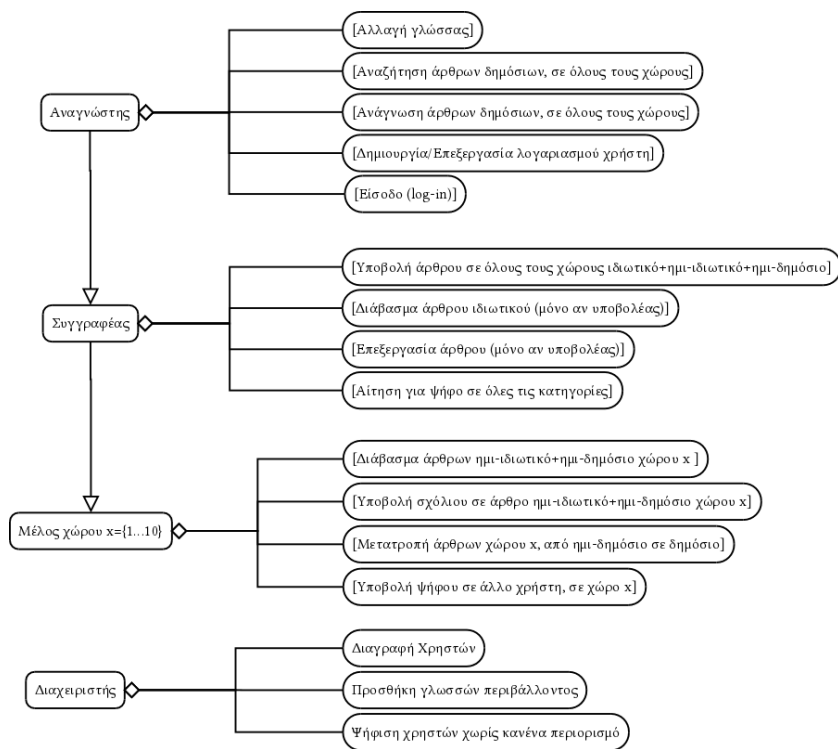 [Αλλαγή γλώσσας]
[Αναζήτηση άρθρων δημόσιων, σε όλους τους χώρους]
Αναγνώστης
[Ανάγνωση άρθρων δημόσιων, σε όλους τους χώρους]
[Δημιουργία/Επεξεργασία λογαριασμού χρήστη]
[Είσοδο (log-in)]
[Υποβολή άρθρου σε όλους τους χώρους ιδιωτικό+ημι-ιδιωτικό+ημι-δημόσιο]
[Διάβασμα άρθρου ιδιωτικού (μόνο αν υποβολέας)]
Συγγραφέας
[Επεξεργασία άρθρου (μόνο αν υποβολέας)]
[Αίτηση για ψήφο σε όλες τις κατηγορίες]
[Διάβασμα άρθρων ημι-ιδιωτικό+ημι-δημόσιο χώρου x ]
[Υποβολή σχόλιου σε άρθρο ημι-ιδιωτικό+ημι-δημόσιο χώρου x]
Μέλος χώρου x={1...10}
[Μετατροπή άρθρων χώρου x, από ημι-δημόσιο σε δημόσιο]
[Υποβολή ψήφου σε άλλο χρήστη, σε χώρο x]
Διαγραφή Χρηστών
Διαχειριστής
Προσθήκη γλωσσών περιβάλλοντος
Ψήφιση χρηστών χωρίς κανένα περιορισμό